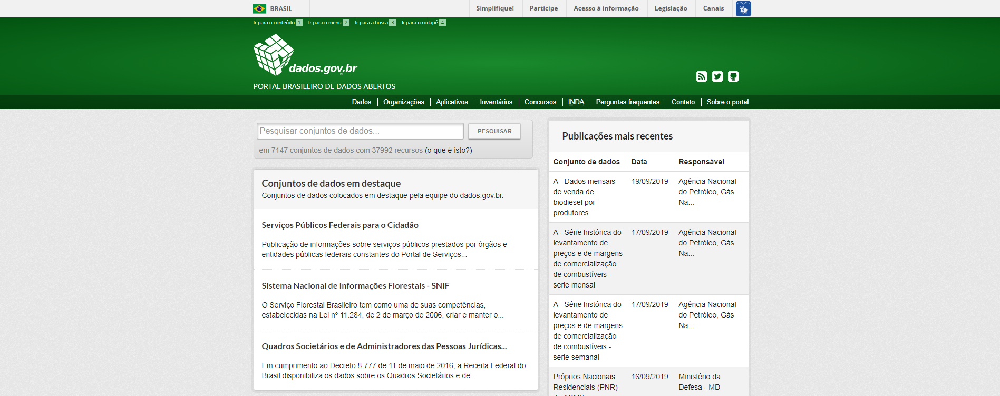 BRASIL
Simplifique!
Participe
Acesso à informação
Legislação
Canais
Ir para o conteúdo 1 Ir para o menu 2 Ir para a busca 3 Ir para o rodapé 4
dados.gov.br
PORTAL BRASILEIRO DE DADOS ABERTOS
Dados | Organizações | Aplicativos | Inventários | Concursos | INDA | Perguntas frequentes | Contato | Sobre o portal
Pesquisar conjuntos de dados...
PESQUISAR
em 7147 conjuntos de dados com 37992 recursos (o que é isto?)
Conjuntos de dados em destaque
Conjuntos de dados colocados em destaque pela equipe do dados.gov.br.
Serviços Públicos Federais para o Cidadão
Publicação de informações sobre serviços públicos prestados por órgãos e
entidades públicas federais constantes do Portal de Serviços...
Sistema Nacional de Informações Florestais - SNIF
O Serviço Florestal Brasileiro tem como uma de suas competências,
estabelecidas na Lei nº 11.284, de 2 de março de 2006, criar e manter o...
Quadros Societários e de Administradores das Pessoas Jurídicas...
Em cumprimento ao Decreto 8.777 de 11 de maio de 2016, a Receita Federal do
Brasil disponibiliza os dados sobre os Quadros Societários e de...
Publicações mais recentes
Conjunto de dados Data Responsável
A - Dados mensais 19/09/2019 Agência Nacional
de venda de do Petróleo, Gás
biodiesel por Na...
produtores
A - Série histórica do 17/09/2019 Agência Nacional
levantamento de do Petróleo, Gás
preços e de margens Na...
de comercialização
de combustíveis -
serie mensal
A - Série histórica do 17/09/2019 Agência Nacional
levantamento de do Petróleo, Gás
preços e de margens Na...
de comercialização
de combustíveis -
serie semanal
Próprios Nacionais 16/09/2019 Ministério da
Residenciais (PNR) Defesa - MD